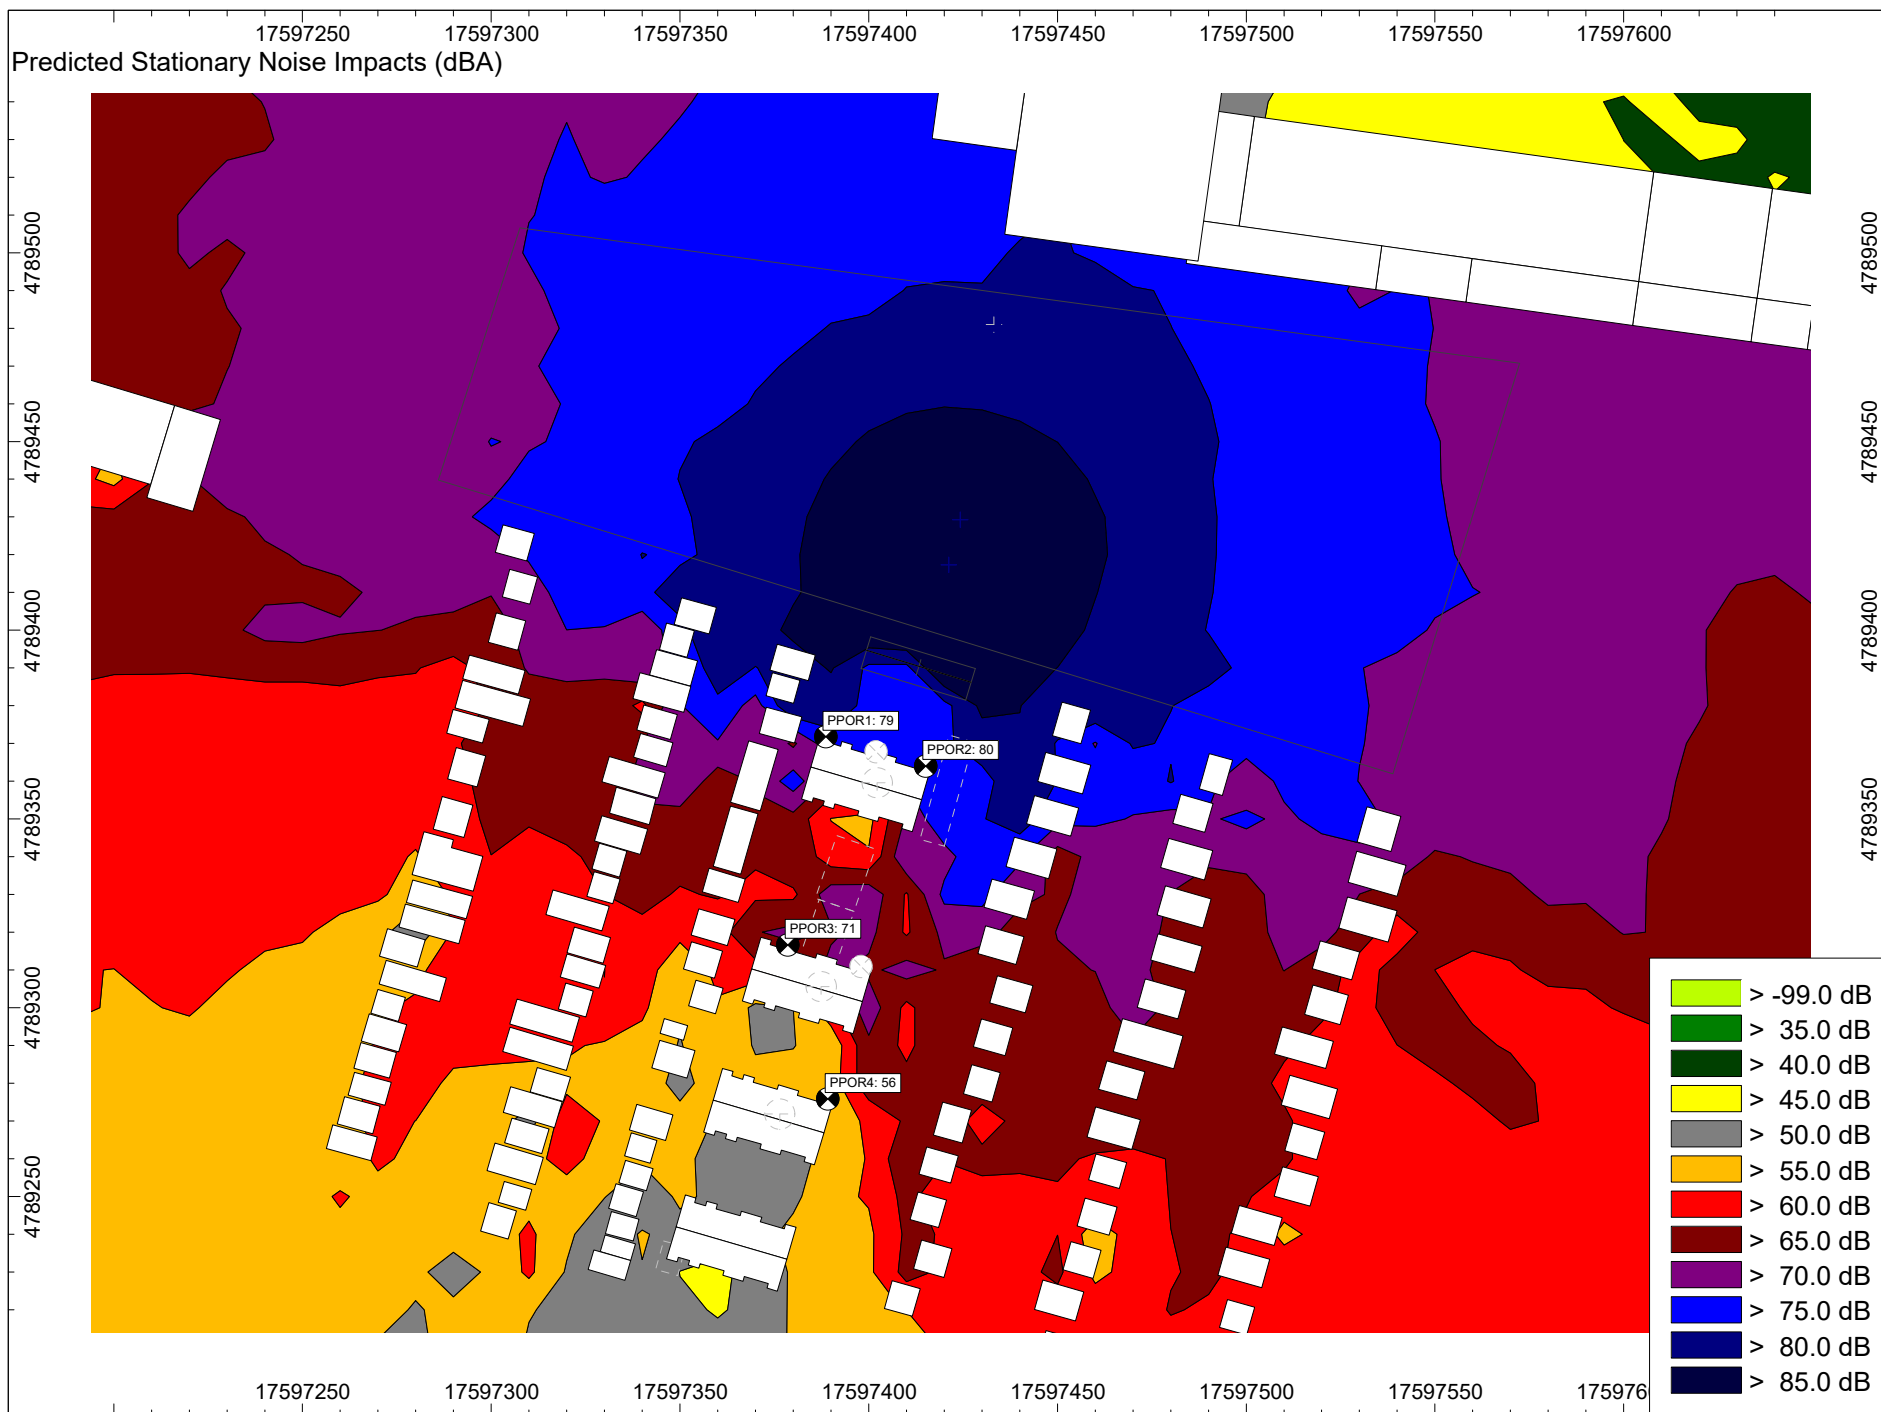 17597250 17597300 17597350 17597400 17597450 17597500 17597550 17597600
Predicted Stationary Noise Impacts (dBA)
4789500
4789500
4789450
4789450
4789400
4789400
PPOR1: 79
PPOR2: 80
4789350
4789350
PPOR3: 71
4789300
PPOR4: 56
4789250
> -99.0 dB
> 35.0 dB
> 40.0 dB
> 45.0 dB
> 50.0 dB
> 55.0 dB
> 60.0 dB
> 65.0 dB
> 70.0 dB
> 75.0 dB
> 80.0 dB
> 85.0 dB
17597250 17597300 17597350 17597400 17597450 17597500 17597550